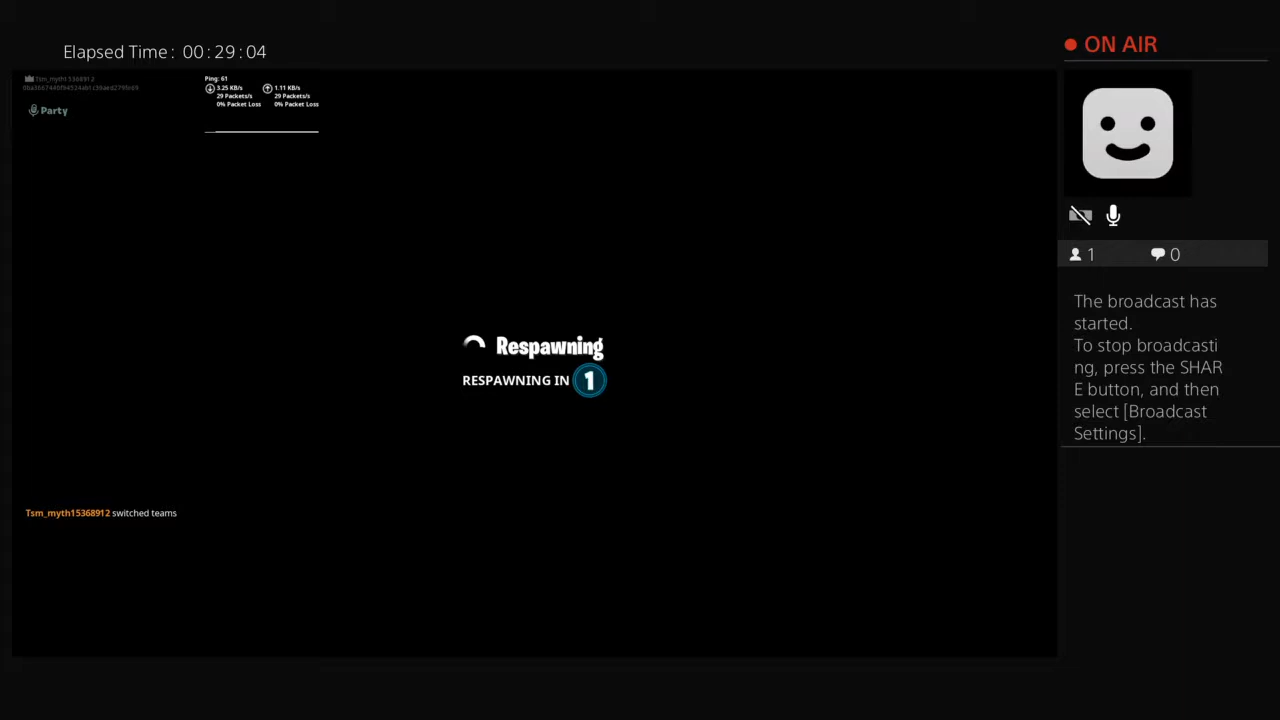 Elapsed Time: 00:29:04
ON AIR
Tsm_myth15368912
Ping: 61
3.25 KB/s
29 Packets/s
0% Packet Loss
1.11 KB/s
29 Packets/s
0% Packet Loss
Party
1
0
The broadcast has
started.
To stop broadcasti
ng, press the SHAR
E button, and then
select [Broadcast
Settings].
Respawning
RESPAWNING IN 1
Tsm_myth15368912 switched teams